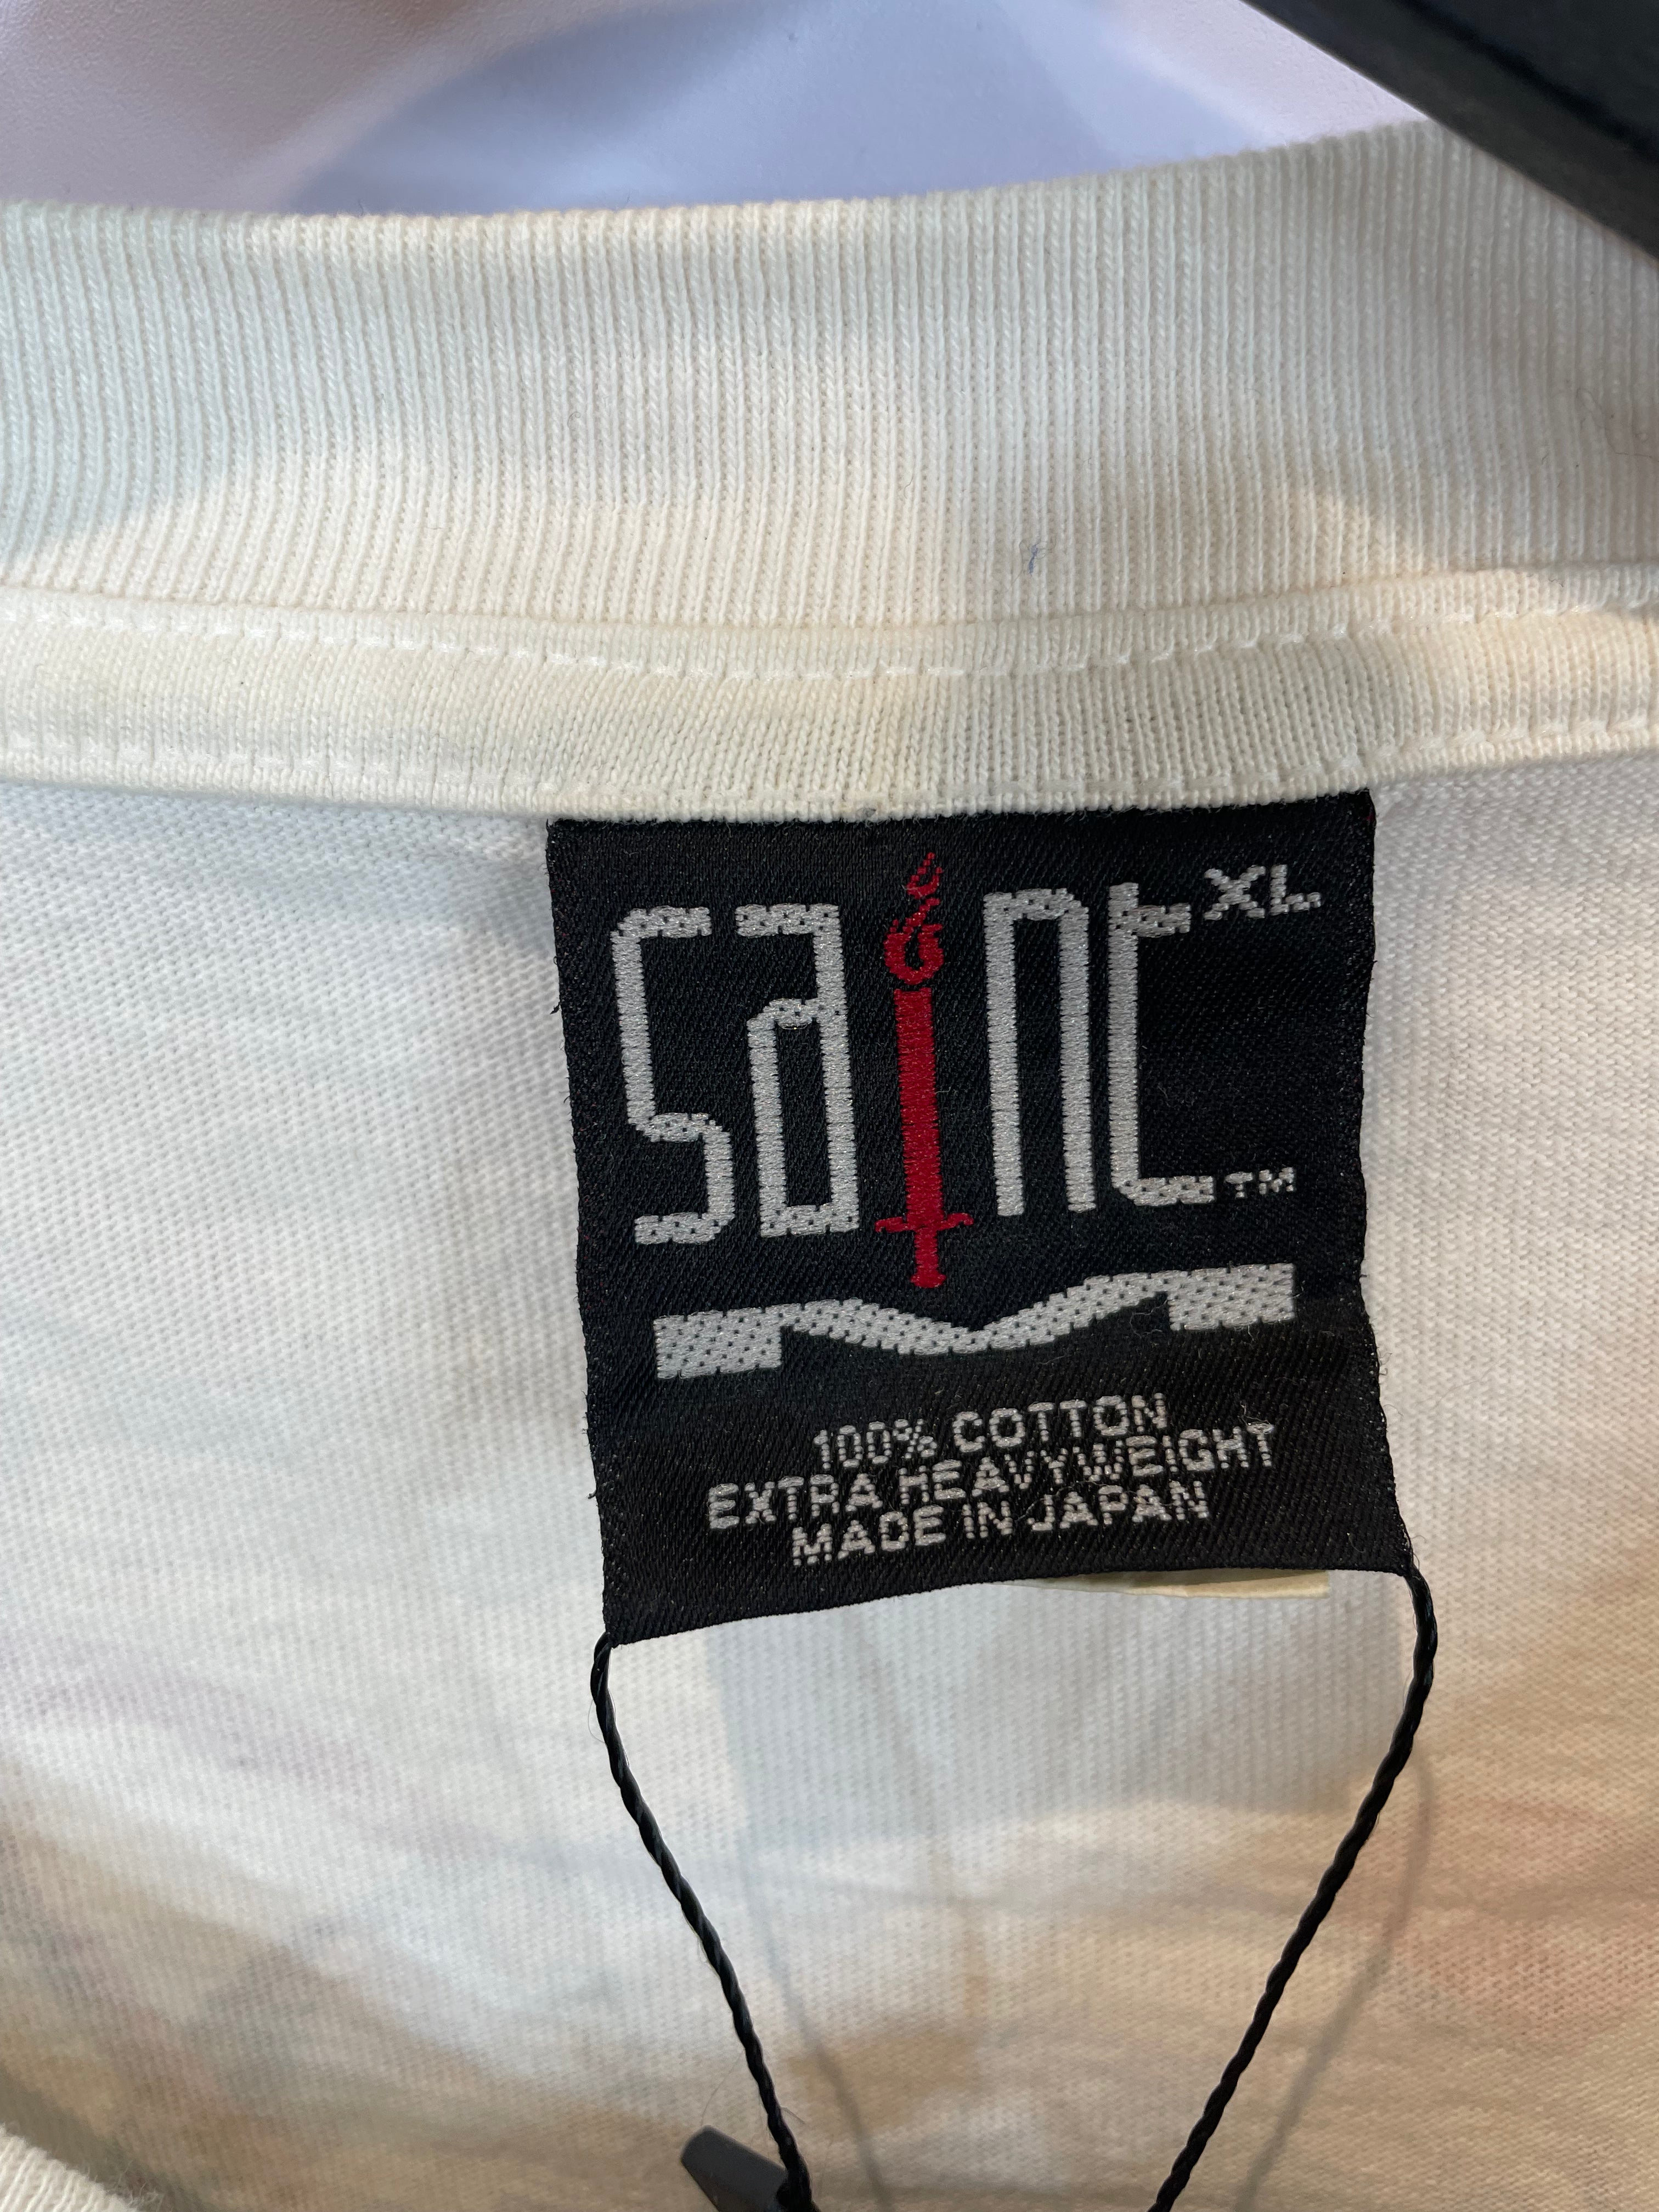 saint XL
TM
100% COTTON
EXTRA HEAVYWEIGHT
MADE IN JAPAN